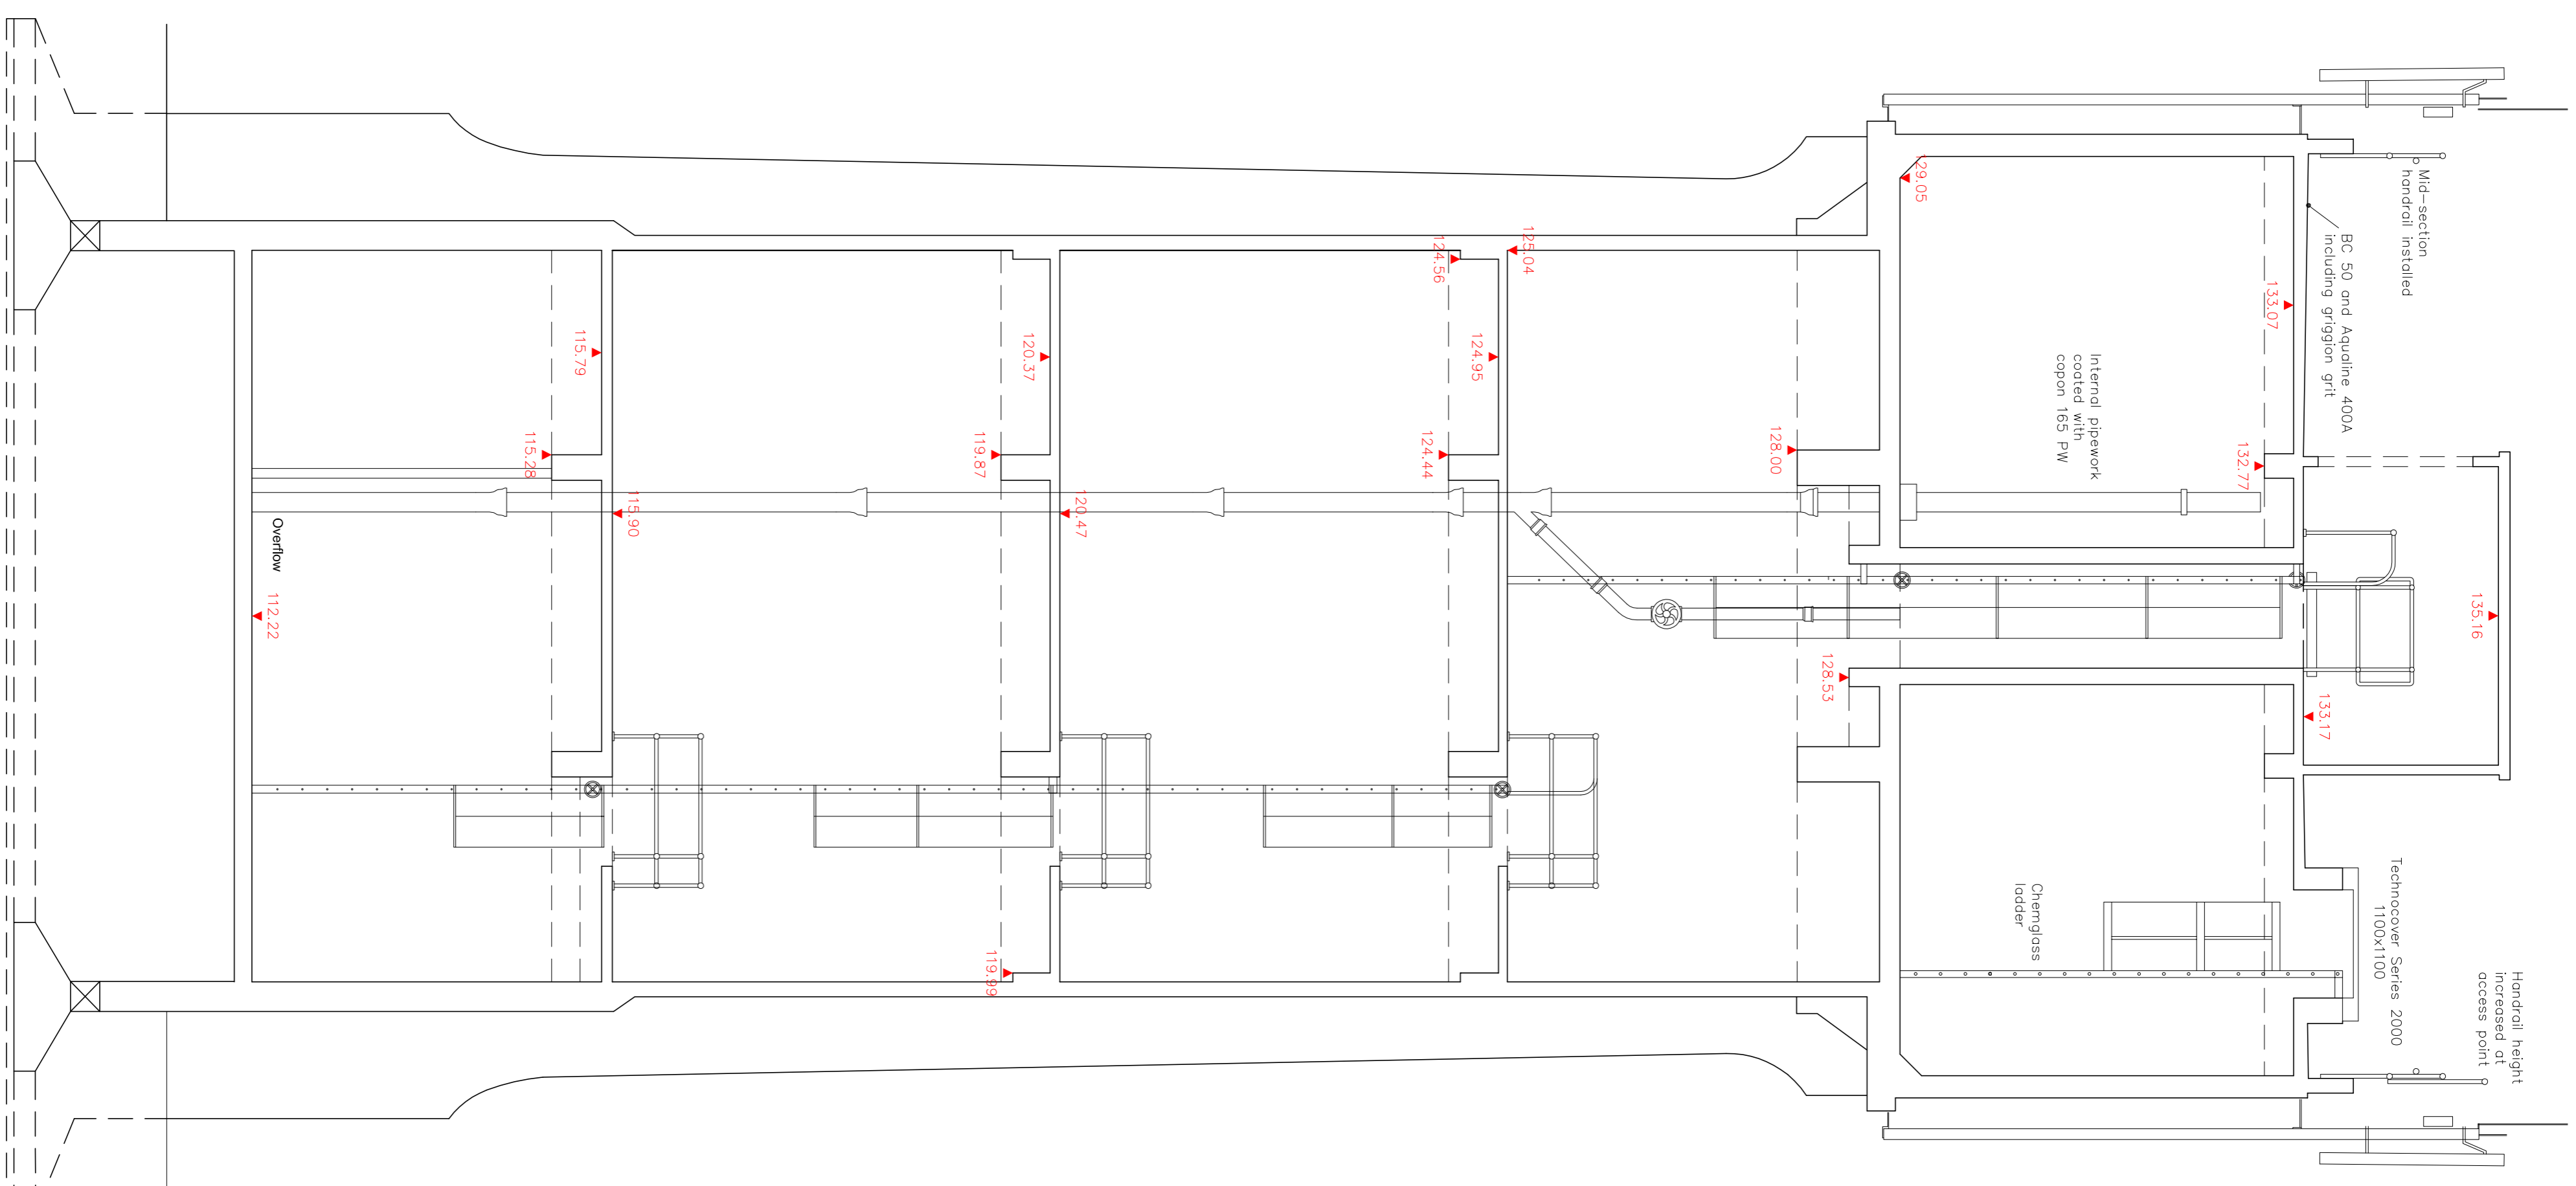 Handrail height
increased at
access point
Mid-section
handrail installed
Technocover Series 2000
1100x1100
BC 50 and Aqualine 400A
including griggion grit
135.16
133.17
133.07
132.77
Internal pipework
coated with
copon 165 PW
Chemglass
ladder
129.05
128.53
128.00
125.04
124.95
124.56
124.44
120.47
120.37
119.99
119.87
115.90
115.79
115.28
Overflow
112.22